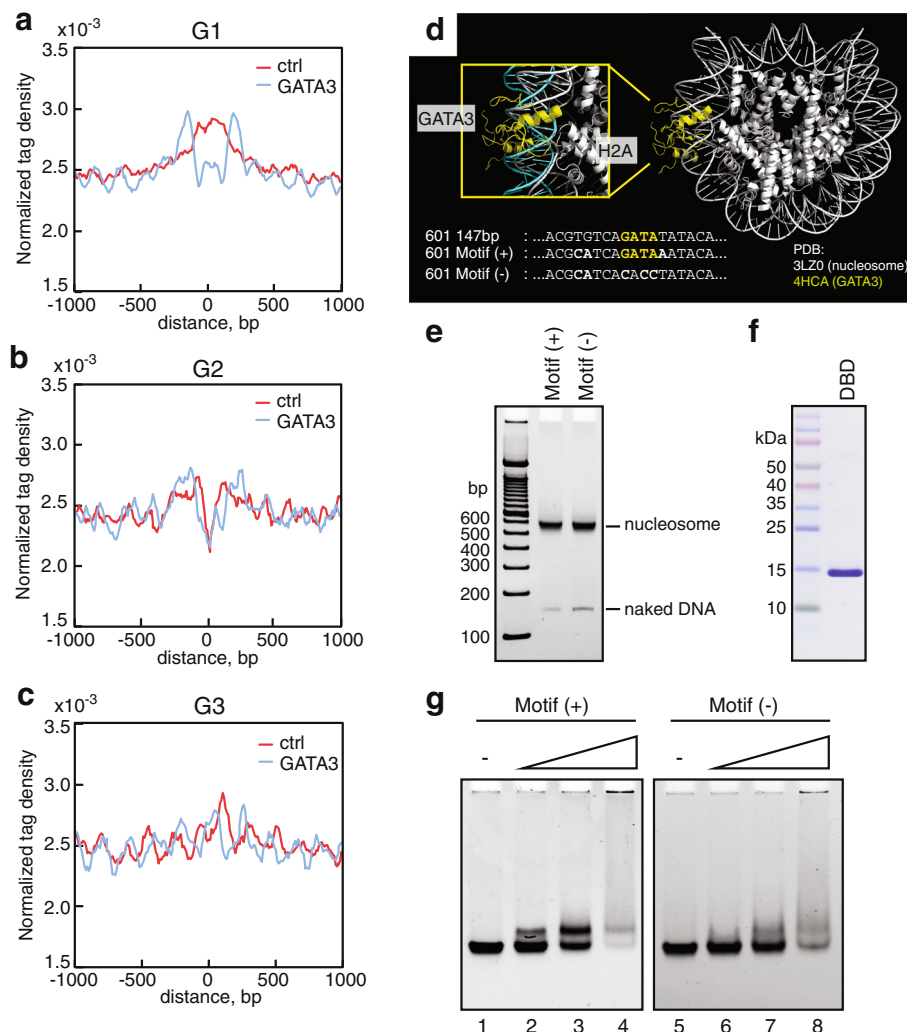 a
G1
x10-3
3.5
3.0
2.5
2.0
1.5
Normalized tag density
ctrl
GATA3
-1000 -500 0 500 1000
distance, bp
b
G2
x10-3
3.5
3.0
2.5
2.0
1.5
Normalized tag density
ctrl
GATA3
-1000 -500 0 500 1000
distance, bp
c
G3
x10-3
3.5
3.0
2.5
2.0
1.5
Normalized tag density
ctrl
GATA3
-1000 -500 0 500 1000
distance, bp
d
GATA3
H2A
601 147bp : ...ACGTGTCAGATATATACA...
601 Motif (+) : ...ACGCATCAGATAAATACA...
601 Motif (-) : ...ACGCATCACACCTATACA...
PDB:
3LZ0 (nucleosome)
4HCA (GATA3)
e
Motif (+)
Motif (-)
bp
600
500
400
300
200
100
nucleosome
naked DNA
f
DBD
kDa
50
40
35
25
15
10
g
Motif (+) Motif (-)
- -
1 2 3 4 5 6 7 8